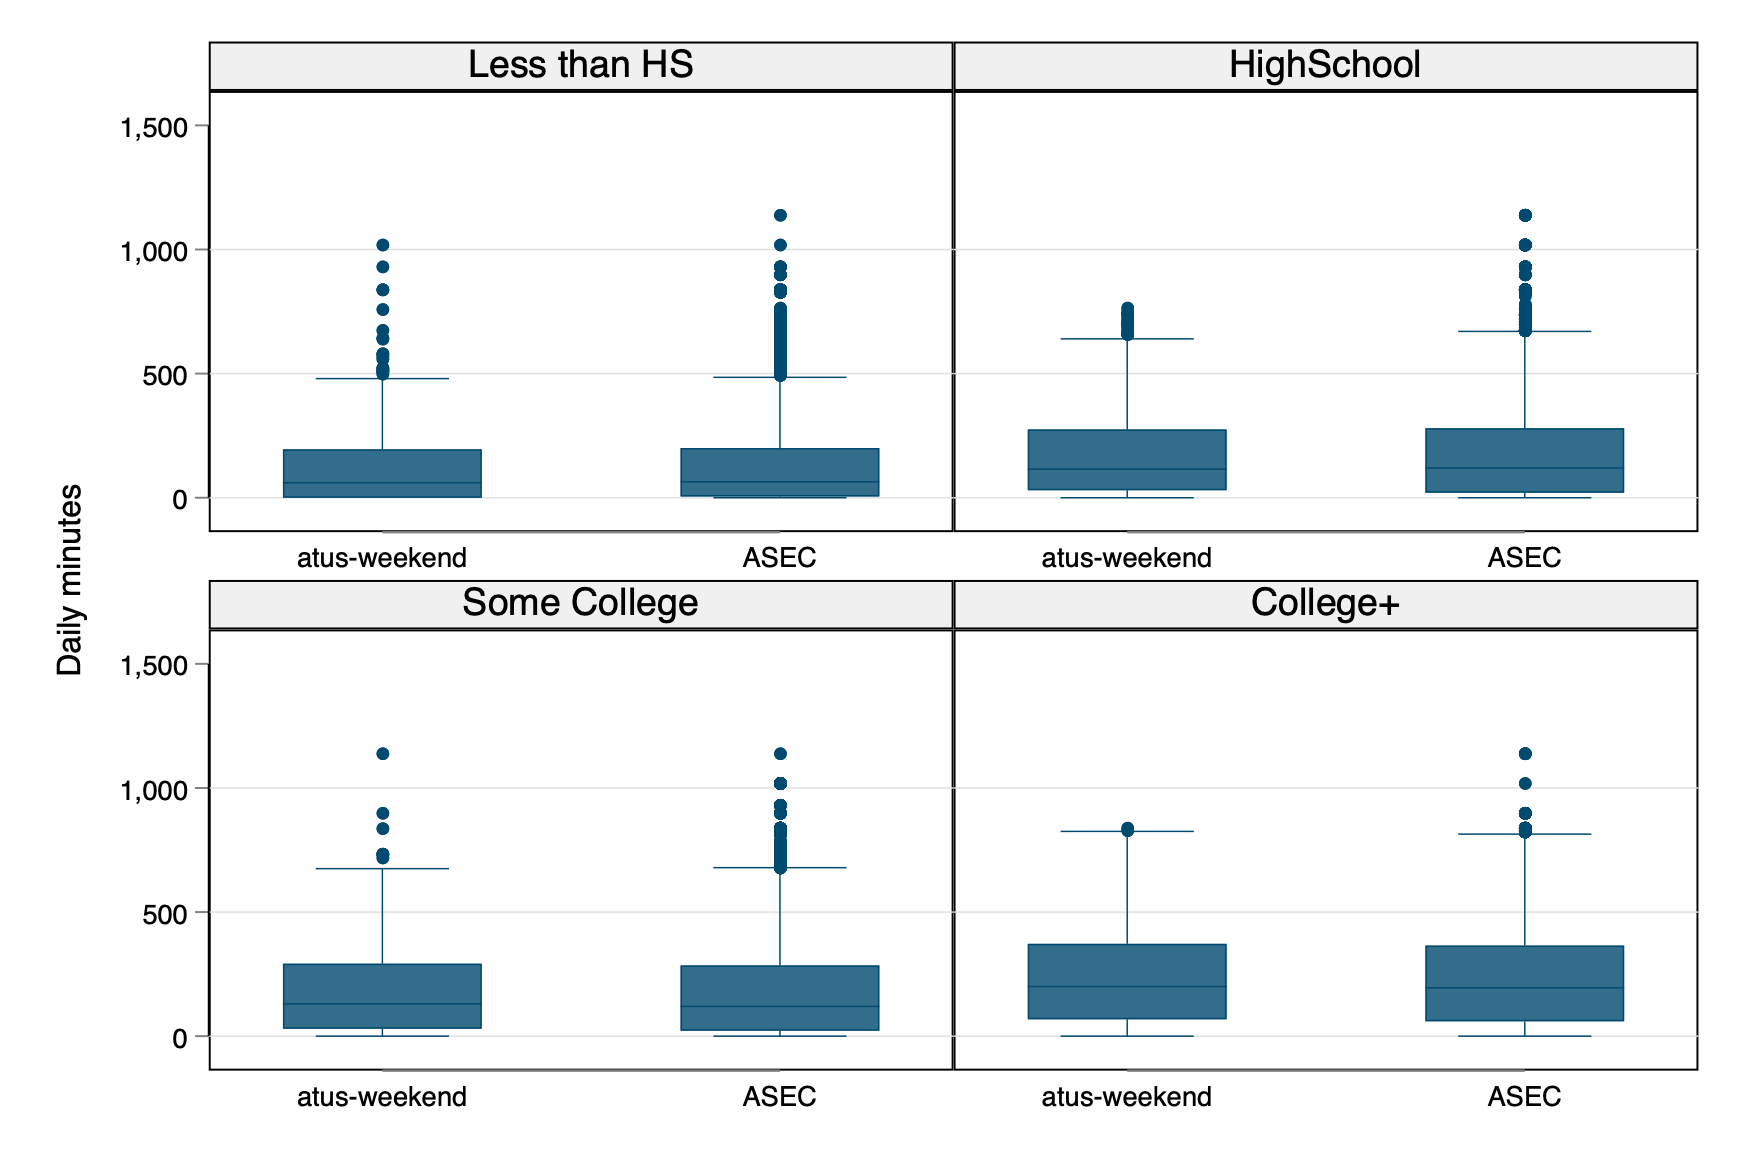 Less than HS
HighSchool
1,500
1,000
500
0
atus-weekend
ASEC
atus-weekend
ASEC
Daily minutes
Some College
College+
1,500
1,000
500
0
atus-weekend
ASEC
atus-weekend
ASEC